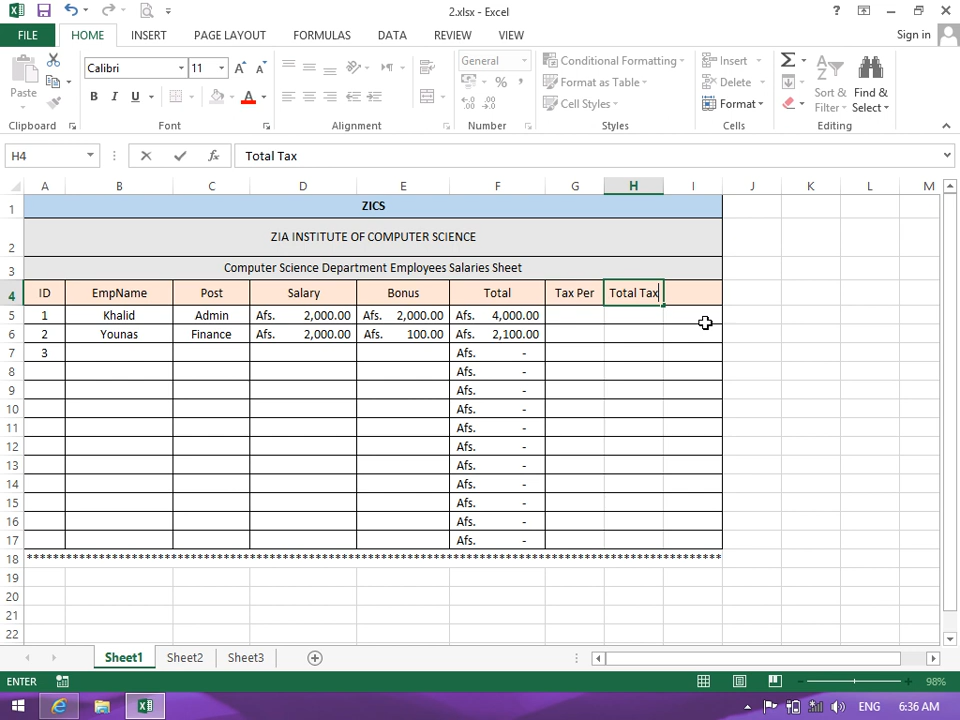 2.xlsx - Excel
?
FILE HOME INSERT PAGE LAYOUT FORMULAS DATA REVIEW VIEW Sign in
Paste Calibri 11 A A General Conditional Formatting Insert Sort & Filter Find & Select
B I U A % Format as Table Delete
Cell Styles Format
Clipboard Font Alignment Number Styles Cells Editing
H4 fx Total Tax
A B C D E F G H I J K L M
1 ZICS
2 ZIA INSTITUTE OF COMPUTER SCIENCE
3 Computer Science Department Employees Salaries Sheet
4 ID EmpName Post Salary Bonus Total Tax Per Total Tax
5 1 Khalid Admin Afs. 2,000.00 Afs. 2,000.00 Afs. 4,000.00
6 2 Younas Finance Afs. 2,000.00 Afs. 100.00 Afs. 2,100.00
7 3 Afs. -
8 Afs. -
9 Afs. -
10 Afs. -
11 Afs. -
12 Afs. -
13 Afs. -
14 Afs. -
15 Afs. -
16 Afs. -
17 Afs. -
18 ****************************************************************************
19
20
21
22
Sheet1 Sheet2 Sheet3
ENTER 98%
ENG 6:36 AM